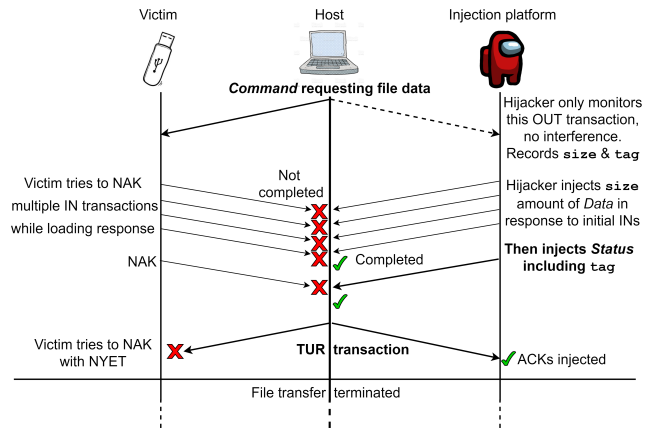 Victim
Host
Injection platform
Command requesting file data
Hijacker only monitors
this OUT transaction,
no interference.
Records size & tag
Not
completed
Victim tries to NAK
multiple IN transactions
while loading response
Hijacker injects size
amount of Data in
response to initial INs
Completed
NAK
Then injects Status
including tag
Victim tries to NAK
with NYET
TUR transaction
ACKs injected
File transfer terminated